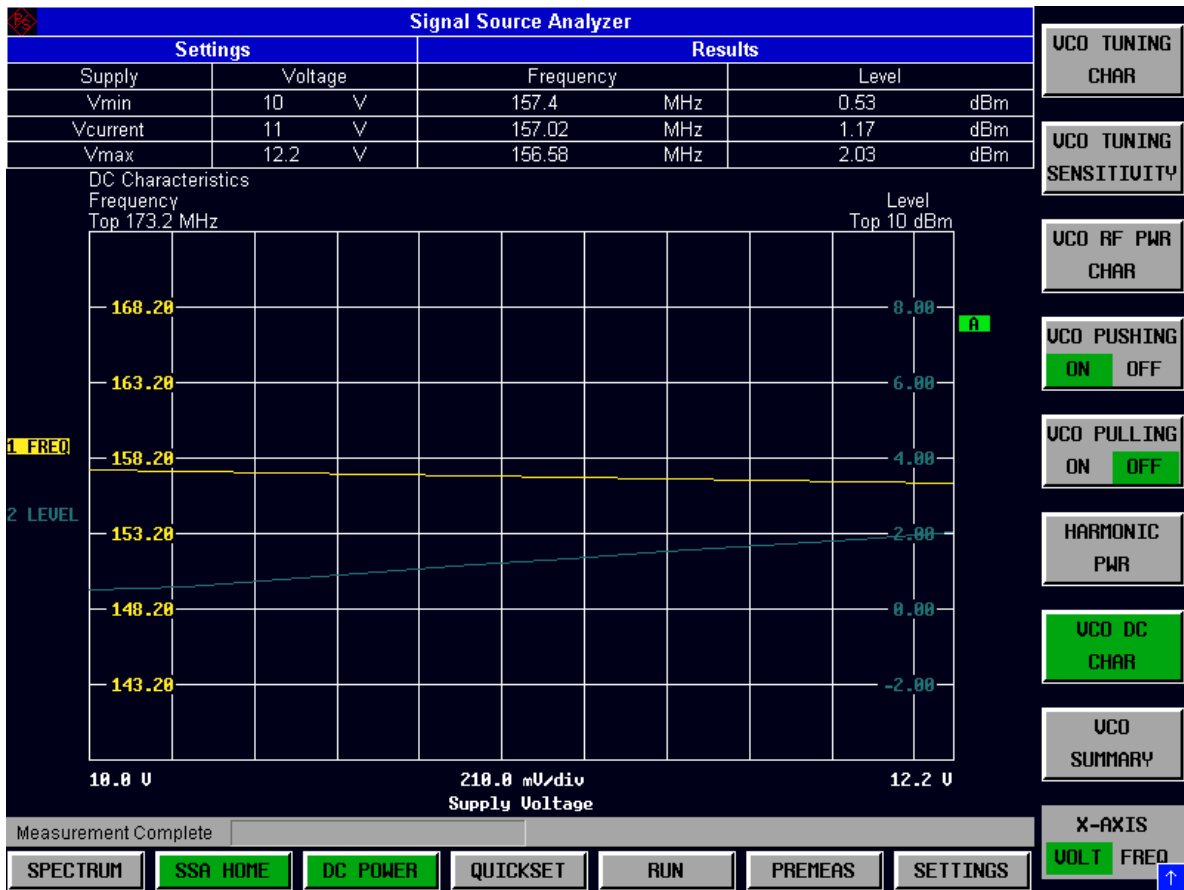 Signal Source Analyzer
Settings Results
Supply Voltage Frequency Level
Vmin 10 V 157.4 MHz 0.53 dBm
Vcurrent 11 V 157.02 MHz 1.17 dBm
Vmax 12.2 V 156.58 MHz 2.03 dBm
DC Characteristics
Frequency Level
Top 173.2 MHz Top 10 dBm
168.20 8.00
A
163.20 6.00
1 FREQ
158.20 4.00
2 LEVEL
153.20 2.00
148.20 0.00
143.20 -2.00
10.0 V 210.0 mV/div 12.2 V
Supply Voltage
Measurement Complete
SPECTRUM SSA HOME DC POWER QUICKSET RUN PREMEAS SETTINGS
VCO TUNING
CHAR
VCO TUNING
SENSITIVITY
VCO RF PWR
CHAR
VCO PUSHING
ON OFF
VCO PULLING
ON OFF
HARMONIC
PWR
VCO DC
CHAR
VCO
SUMMARY
X-AXIS
VOLT FREQ
↑